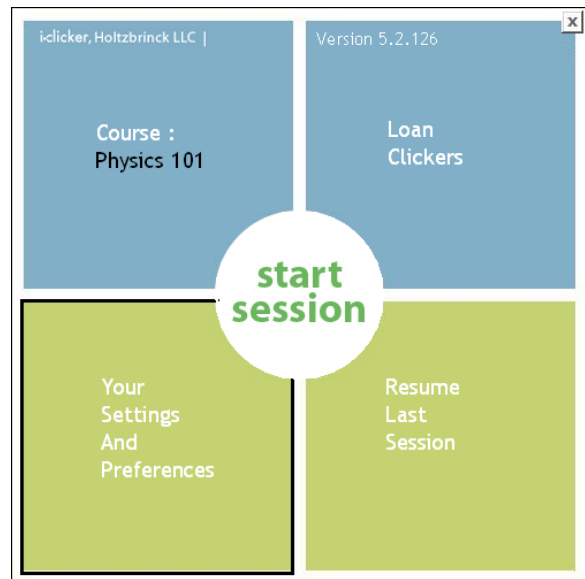 i-clicker, Holtzbrinck LLC |
Version 5.2.126
Course :
Physics 101
Loan
Clickers
start
session
Your
Settings
And
Preferences
Resume
Last
Session